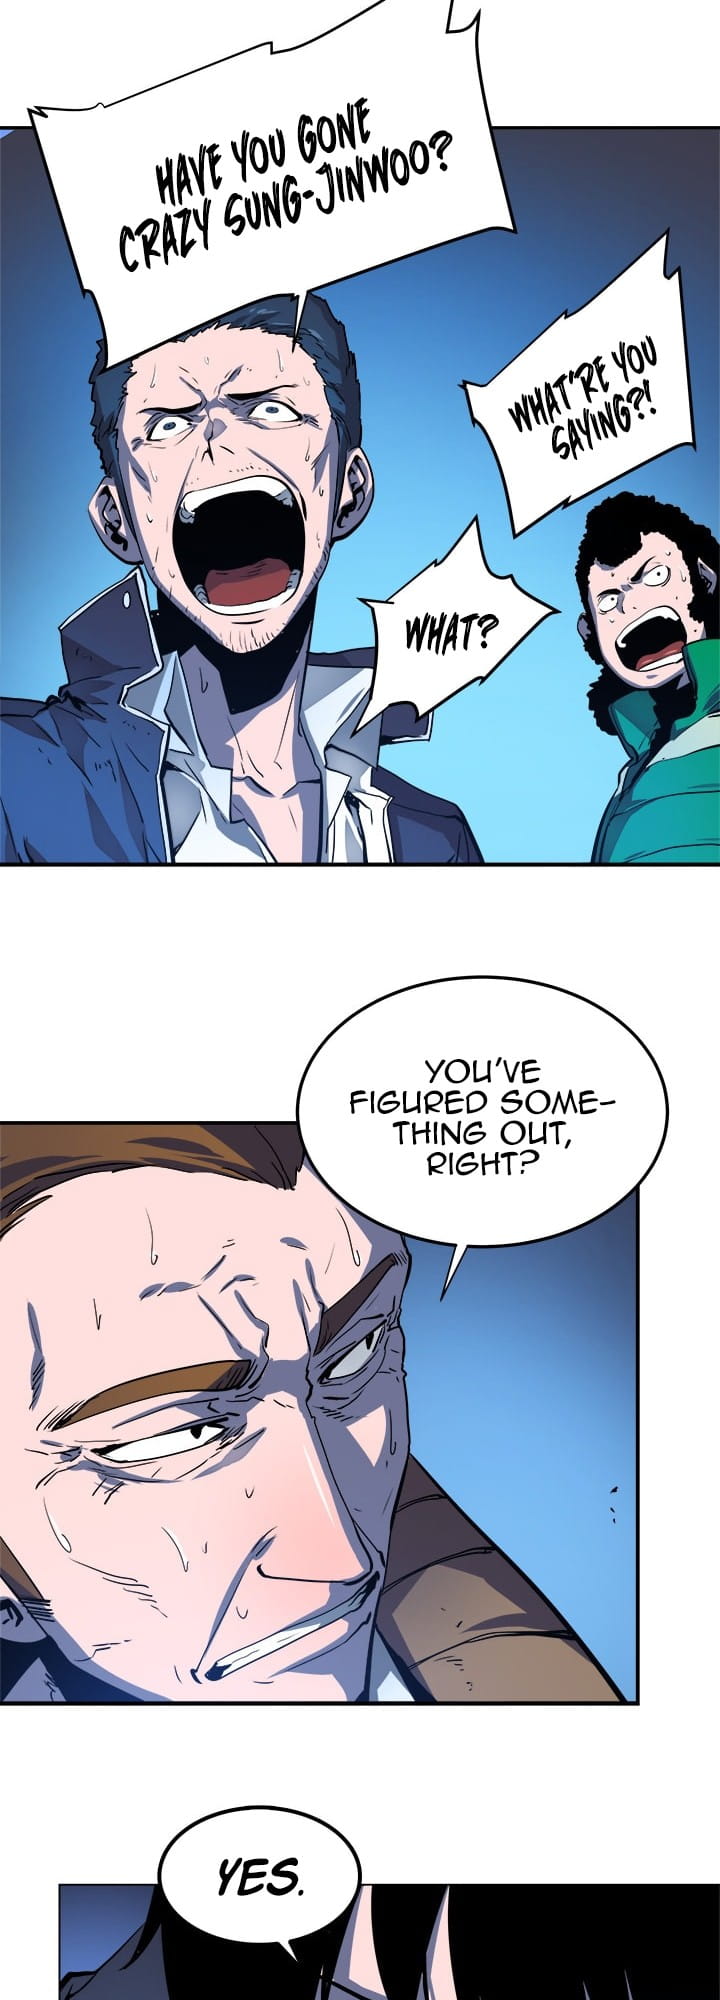 HAVE YOU GONE
CRAZY SUNG-JINWOO?
WHAT'RE YOU
SAYING?!
WHAT?
YOU'VE
FIGURED SOME-
THING OUT,
RIGHT?
YES.